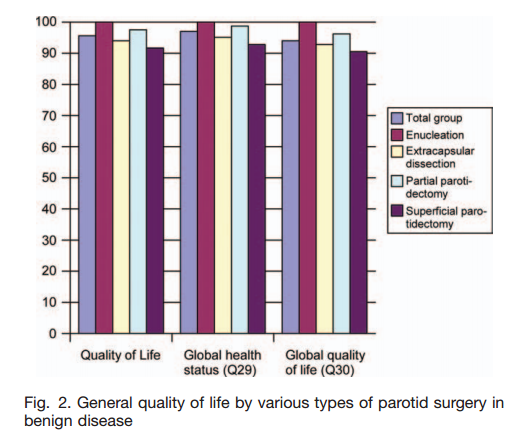 100
90
80
70
60
50
40
30
20
10
0
Quality of Life
Global health
status (Q29)
Global quality
of life (Q30)
Total group
Enucleation
Extracapsular
dissection
Partial paroti-
dectomy
Superficial paro-
tidectomy
Fig. 2. General quality of life by various types of parotid surgery in
benign disease